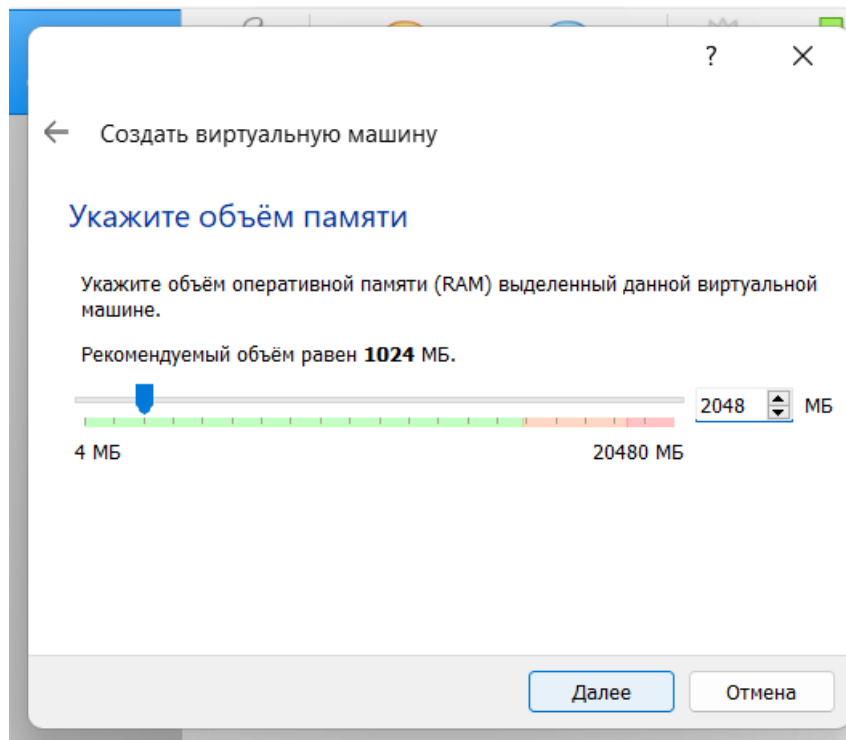 ?
Создать виртуальную машину
Укажите объём памяти
Укажите объём оперативной памяти (RAM) выделенный данной виртуальной
машине.
Рекомендуемый объём равен 1024 МБ.
2048 МБ
4 МБ 20480 МБ
Далее Отмена